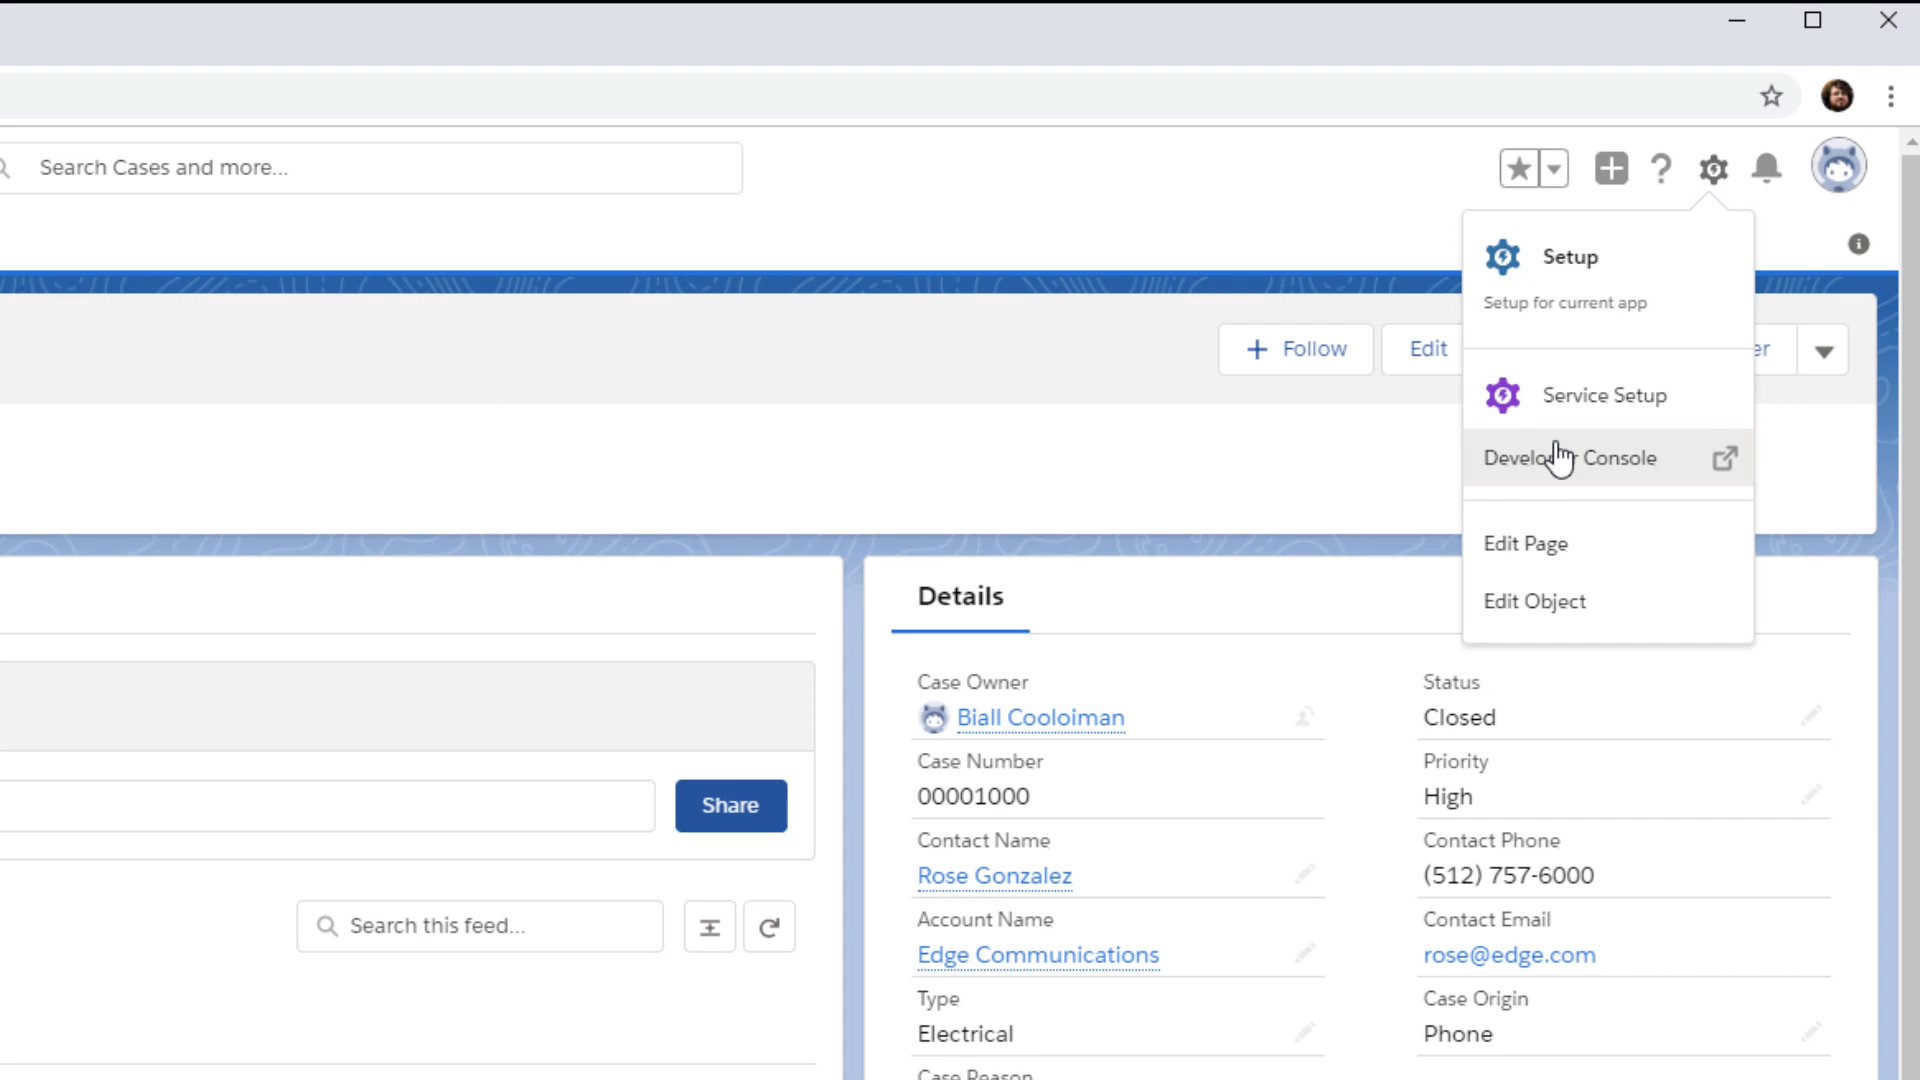 Search Cases and more...
Setup
Setup for current app
Follow
Edit
er
Service Setup
Console
Edit Page
Edit Object
Details
Case Owner
Biall Cooloiman
Status
Closed
Case Number
00001000
Priority
High
Share
Contact Name
Rose Gonzalez
Contact Phone
(512) 757-6000
Search this feed...
Account Name
Edge Communications
Contact Email
rose@edge.com
Type
Electrical
Case Origin
Phone
Case Reason